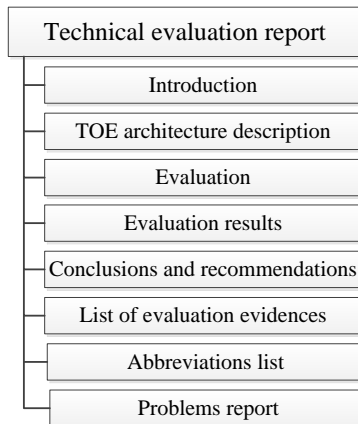 Technical evaluation report
Introduction
TOE architecture description
Evaluation
Evaluation results
Conclusions and recommendations
List of evaluation evidences
Abbreviations list
Problems report